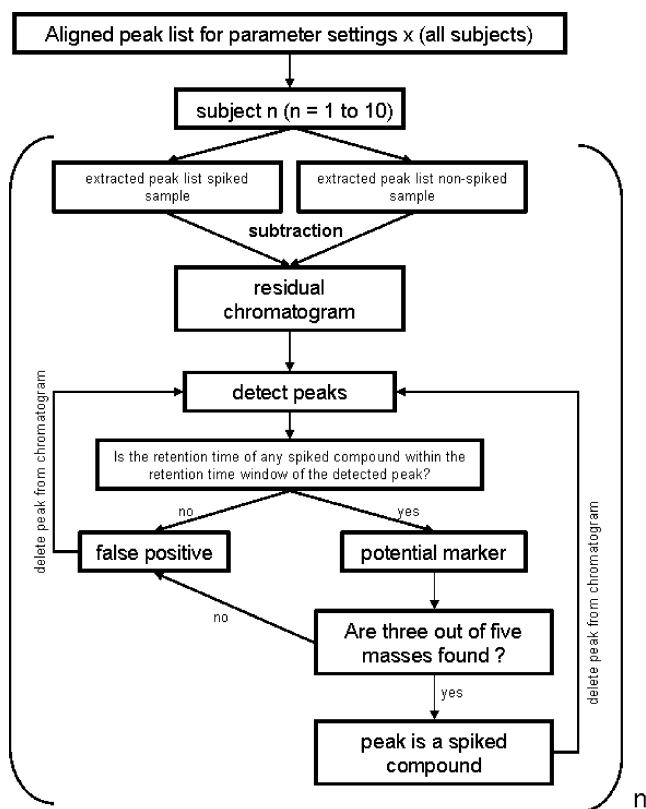 Aligned peak list for parameter settings x (all subjects)
subject n (n = 1 to 10)
extracted peak list spiked
sample
extracted peak list non-spiked
sample
subtraction
residual
chromatogram
detect peaks
Is the retention time of any spiked compound within the
retention time window of the detected peak?
no
yes
false positive
potential marker
no
Are three out of five
masses found ?
yes
peak is a spiked
compound
delete peak from chromatogram
delete peak from chromatogram
n